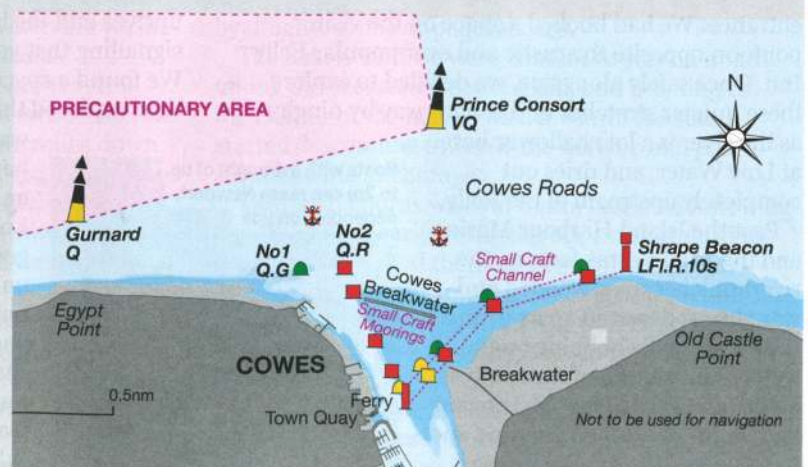 PRECAUTIONARY AREA
Prince Consort
VQ
N
Cowes Roads
Gurnard
Q
No1
Q.G
No2
Q.R
Small Craft
Channel
Shrape Beacon
LFl.R.10s
Cowes
Breakwater
Small Craft
Moorings
Egypt
Point
COWES
Old Castle
Point
Breakwater
0.5nm
Ferry
Town Quay
Not to be used for navigation